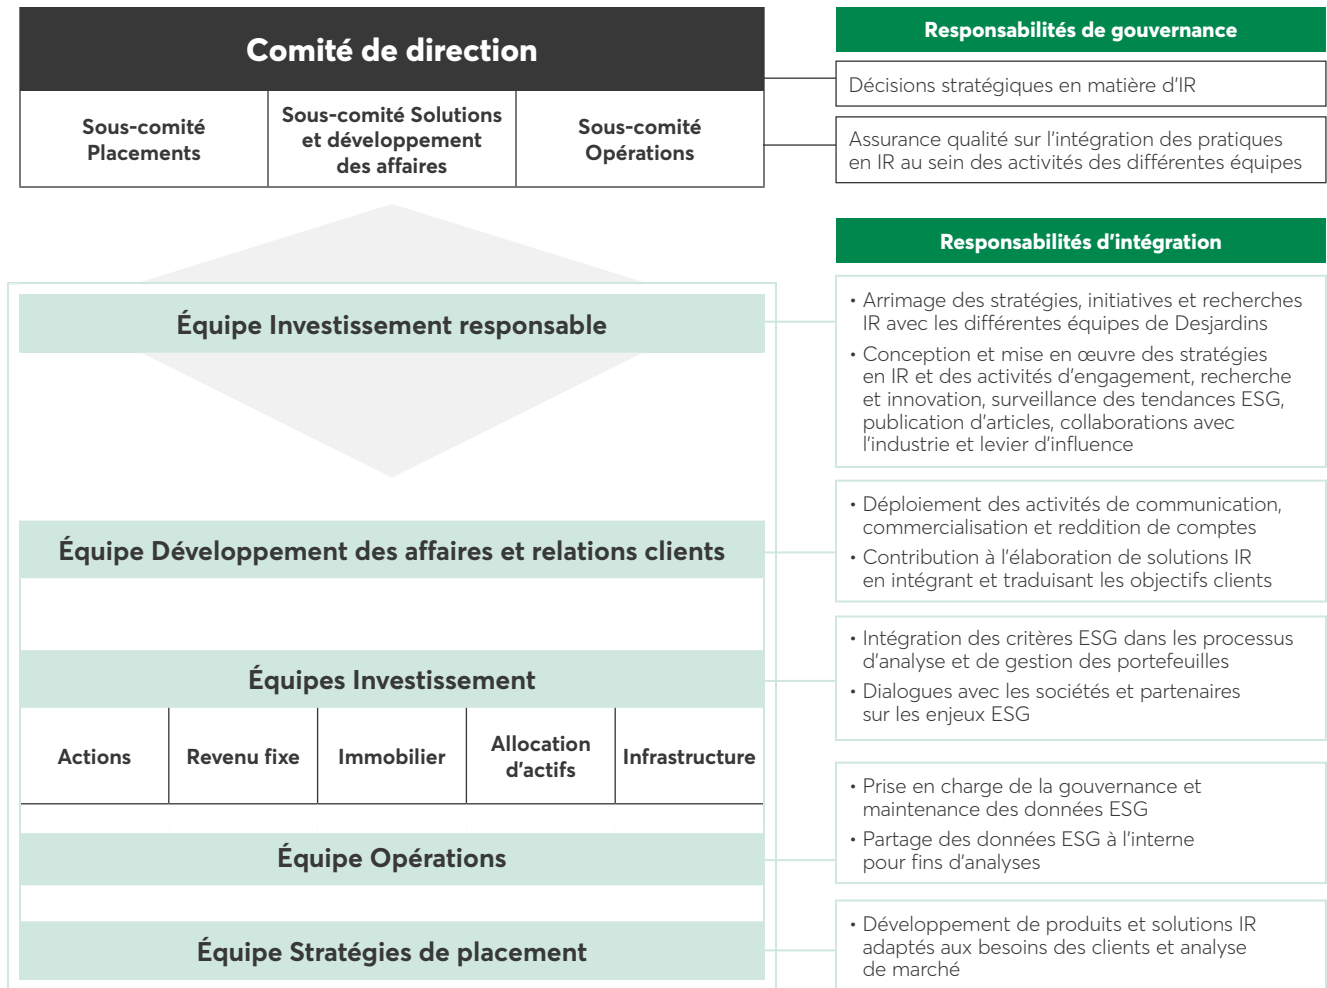 Comité de direction
Sous-comité
Placements
Sous-comité Solutions
et développement
des affaires
Sous-comité
Opérations
Responsabilités de gouvernance
Décisions stratégiques en matière d'IR
Assurance qualité sur l'intégration des pratiques
en IR au sein des activités des différentes équipes
Responsabilités d'intégration
Équipe Investissement responsable
• Arrimage des stratégies, initiatives et recherches
IR avec les différentes équipes de Desjardins
• Conception et mise en œuvre des stratégies
en IR et des activités d'engagement, recherche
et innovation, surveillance des tendances ESG,
publication d'articles, collaborations avec
l'industrie et levier d'influence
Équipe Développement des affaires et relations clients
• Déploiement des activités de communication,
commercialisation et reddition de comptes
• Contribution à l'élaboration de solutions IR
en intégrant et traduisant les objectifs clients
Équipes Investissement
Actions
Revenu fixe
Immobilier
Allocation
d'actifs
Infrastructure
• Intégration des critères ESG dans les processus
d'analyse et de gestion des portefeuilles
• Dialogues avec les sociétés et partenaires
sur les enjeux ESG
Équipe Opérations
• Prise en charge de la gouvernance et
maintenance des données ESG
• Partage des données ESG à l'interne
pour fins d'analyses
Équipe Stratégies de placement
• Développement de produits et solutions IR
adaptés aux besoins des clients et analyse
de marché